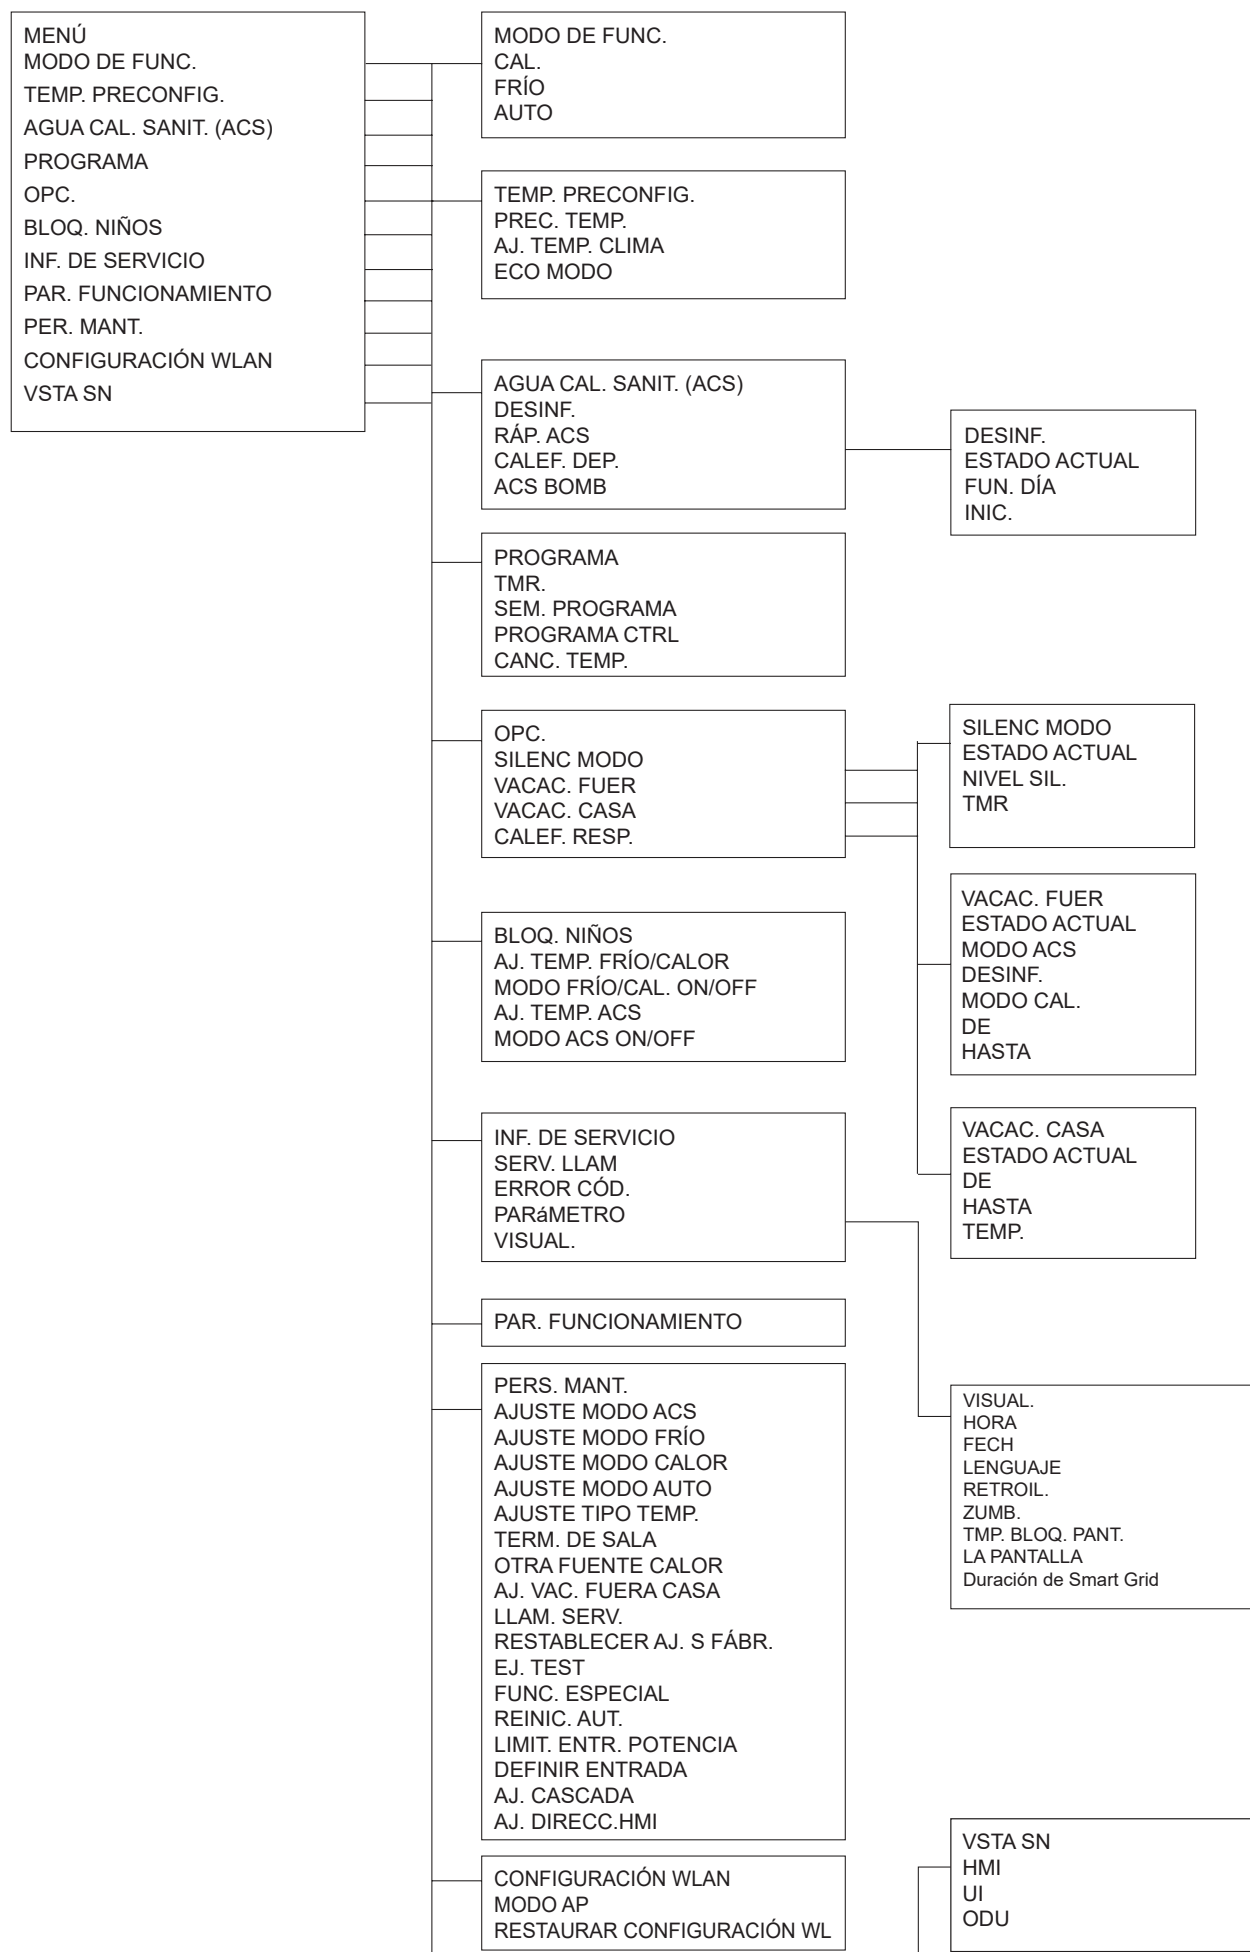 MENÚ
MODO DE FUNC.
TEMP. PRECONFIG.
AGUA CAL. SANIT. (ACS)
PROGRAMA
OPC.
BLOQ. NIÑOS
INF. DE SERVICIO
PAR. FUNCIONAMIENTO
PER. MANT.
CONFIGURACIÓN WLAN
VSTA SN
MODO DE FUNC.
CAL.
FRÍO
AUTO
TEMP. PRECONFIG.
PREC. TEMP.
AJ. TEMP. CLIMA
ECO MODO
AGUA CAL. SANIT. (ACS)
DESINF.
RÁP. ACS
CALEF. DEP.
ACS BOMB
DESINF.
ESTADO ACTUAL
FUN. DÍA
INIC.
PROGRAMA
TMR.
SEM. PROGRAMA
PROGRAMA CTRL
CANC. TEMP.
OPC.
SILENC MODO
VACAC. FUER
VACAC. CASA
CALEF. RESP.
SILENC MODO
ESTADO ACTUAL
NIVEL SIL.
TMR
VACAC. FUER
ESTADO ACTUAL
MODO ACS
DESINF.
MODO CAL.
DE
HASTA
VACAC. CASA
ESTADO ACTUAL
DE
HASTA
TEMP.
BLOQ. NIÑOS
AJ. TEMP. FRÍO/CALOR
MODO FRÍO/CAL. ON/OFF
AJ. TEMP. ACS
MODO ACS ON/OFF
INF. DE SERVICIO
SERV. LLAM
ERROR CÓD.
PARáMETRO
VISUAL.
VISUAL.
HORA
FECH
LENGUAJE
RETROIL.
ZUMB.
TMP. BLOQ. PANT.
LA PANTALLA
Duración de Smart Grid
PAR. FUNCIONAMIENTO
PERS. MANT.
AJUSTE MODO ACS
AJUSTE MODO FRÍO
AJUSTE MODO CALOR
AJUSTE MODO AUTO
AJUSTE TIPO TEMP.
TERM. DE SALA
OTRA FUENTE CALOR
AJ. VAC. FUERA CASA
LLAM. SERV.
RESTABLECER AJ. S FÁBR.
EJ. TEST
FUNC. ESPECIAL
REINIC. AUT.
LIMIT. ENTR. POTENCIA
DEFINIR ENTRADA
AJ. CASCADA
AJ. DIRECC.HMI
CONFIGURACIÓN WLAN
MODO AP
RESTAURAR CONFIGURACIÓN WL
VSTA SN
HMI
UI
ODU